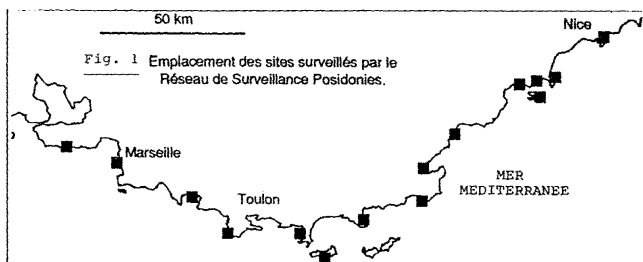 50 km
Nice
Fig. 1 Emplacement des sites surveillés par le
Réseau de Surveillance Posidonies.
Marseille
Toulon
MER
MEDITERRANEE